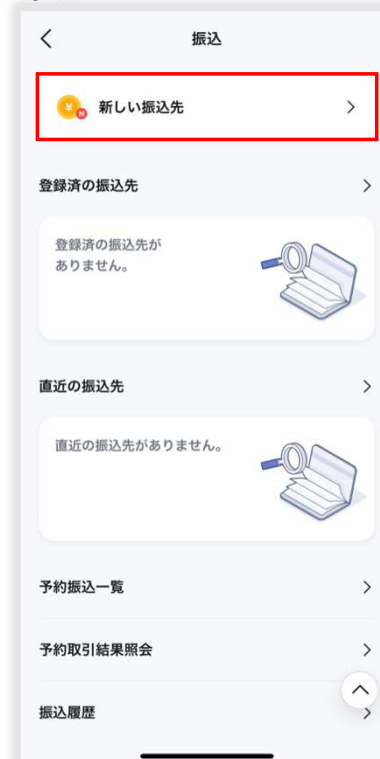 振込
¥
N
新しい振込先
登録済の振込先
登録済の振込先が
ありません。
直近の振込先
直近の振込先がありません。
予約振込一覧
予約取引結果照会
振込履歴